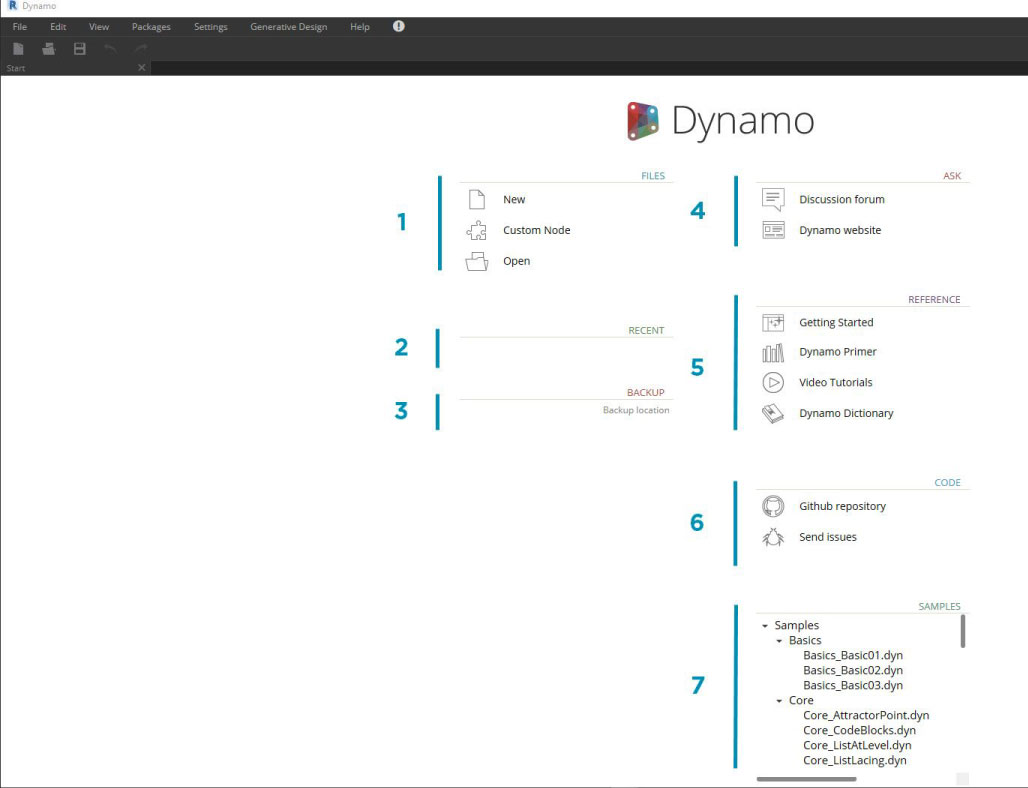 R Dynamo
File Edit View Packages Settings Generative Design Help !
Start
Dynamo
1
FILES
New
Custom Node
Open
2
RECENT
3
BACKUP
Backup location
4
ASK
Discussion forum
Dynamo website
5
REFERENCE
Getting Started
Dynamo Primer
Video Tutorials
Dynamo Dictionary
6
CODE
Github repository
Send issues
7
SAMPLES
Samples
Basics
Basics_Basic01.dyn
Basics_Basic02.dyn
Basics_Basic03.dyn
Core
Core_AttractorPoint.dyn
Core_CodeBlocks.dyn
Core_ListAtLevel.dyn
Core_ListLacing.dyn